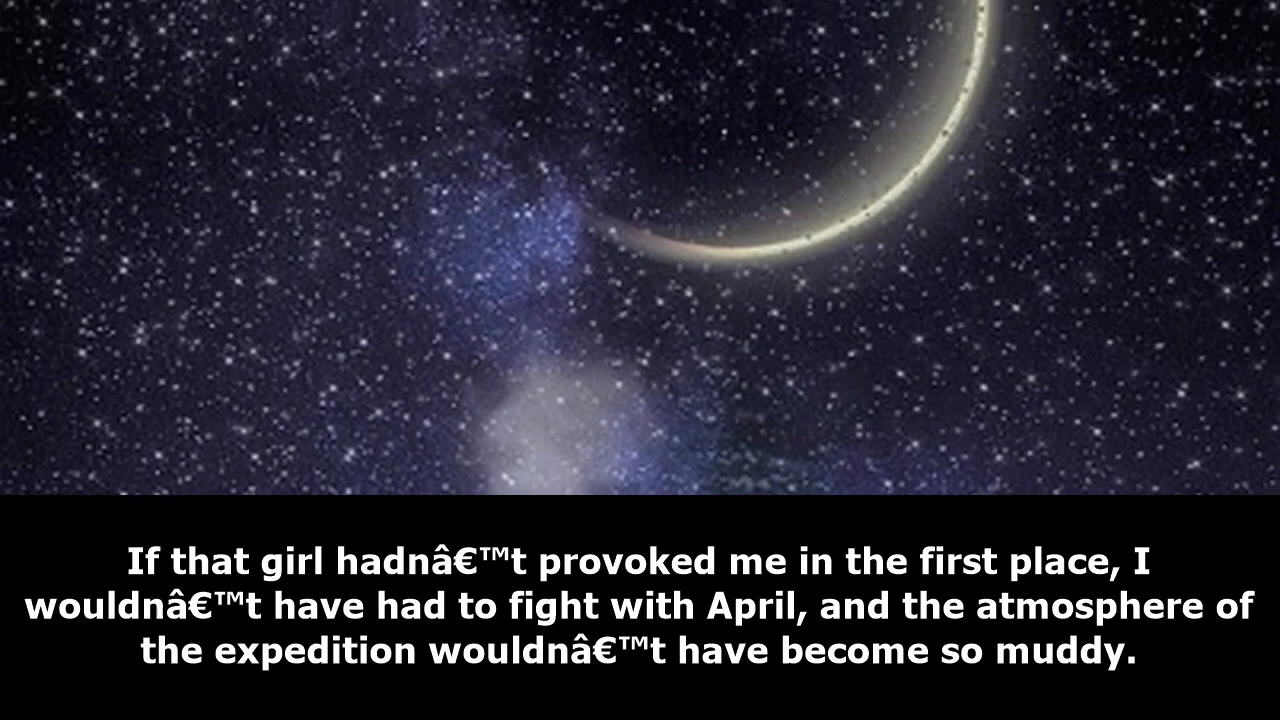 If that girl hadnâ€™t provoked me in the first place, I
wouldnâ€™t have had to fight with April, and the atmosphere of
the expedition wouldnâ€™t have become so muddy.